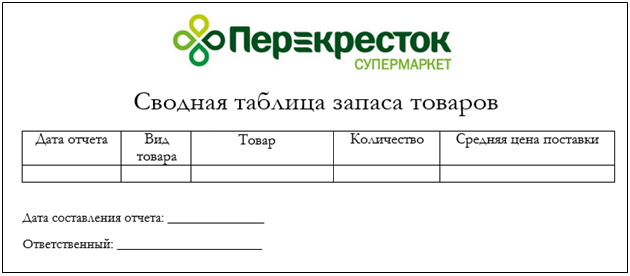 Перекресток
СУПЕРМАРКЕТ
Сводная таблица запаса товаров
Дата отчета Вид товара Товар Количество Средняя цена поставки
Дата составления отчета: _______________
Ответственный: ______________________